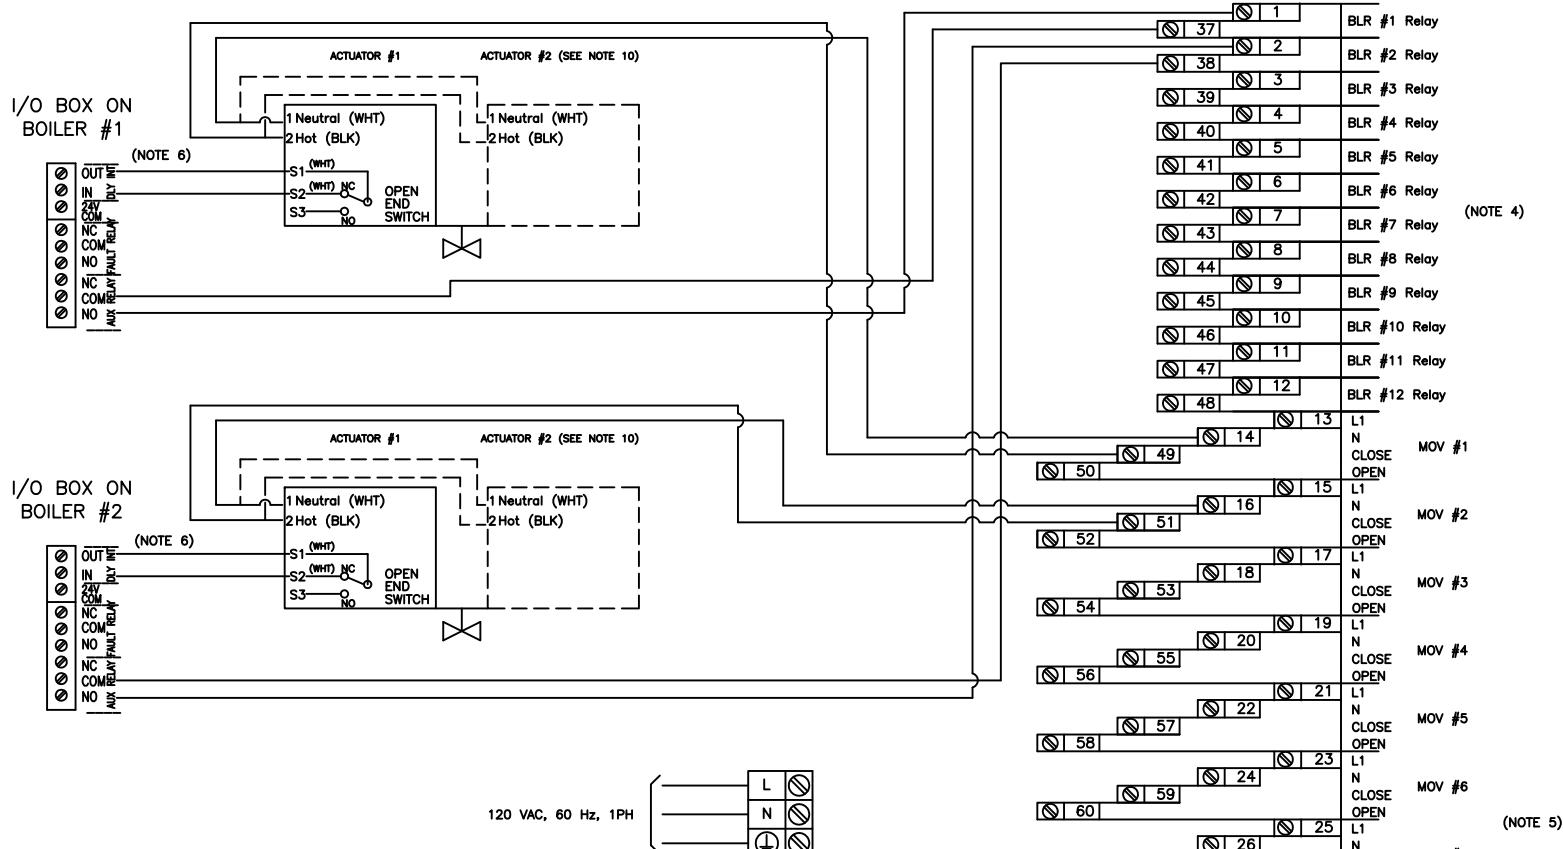 I/O BOX ON
BOILER #1
(NOTE 6)
OUT
IN
24V
COM
INT
DLY
NC
COM
NO
FAULT RELAY
NC
COM
NO
AUX RELAY
ACTUATOR #1
ACTUATOR #2 (SEE NOTE 10)
1 Neutral (WHT)
2 Hot (BLK)
S1 (WHT)
S2 (WHT) NC
S3
NO
OPEN
END
SWITCH
1 Neutral (WHT)
2 Hot (BLK)
I/O BOX ON
BOILER #2
(NOTE 6)
OUT
IN
24V
COM
INT
DLY
NC
COM
NO
FAULT RELAY
NC
COM
NO
AUX RELAY
ACTUATOR #1
ACTUATOR #2 (SEE NOTE 10)
1 Neutral (WHT)
2 Hot (BLK)
S1 (WHT)
S2 (WHT) NC
S3
NO
OPEN
END
SWITCH
1 Neutral (WHT)
2 Hot (BLK)
120 VAC, 60 Hz, 1PH
L
N
1
37
BLR #1 Relay
2
38
BLR #2 Relay
3
39
BLR #3 Relay
4
40
BLR #4 Relay
5
41
BLR #5 Relay
6
42
BLR #6 Relay
7
43
BLR #7 Relay
8
44
BLR #8 Relay
9
45
BLR #9 Relay
10
46
BLR #10 Relay
11
47
BLR #11 Relay
12
48
BLR #12 Relay
(NOTE 4)
13 L1
14 N
49 CLOSE
50 OPEN
MOV #1
15 L1
16 N
51 CLOSE
52 OPEN
MOV #2
17 L1
18 N
53 CLOSE
54 OPEN
MOV #3
19 L1
20 N
55 CLOSE
56 OPEN
MOV #4
21 L1
22 N
57 CLOSE
58 OPEN
MOV #5
23 L1
24 N
59 CLOSE
60 OPEN
MOV #6
25 L1
26 N
(NOTE 5)